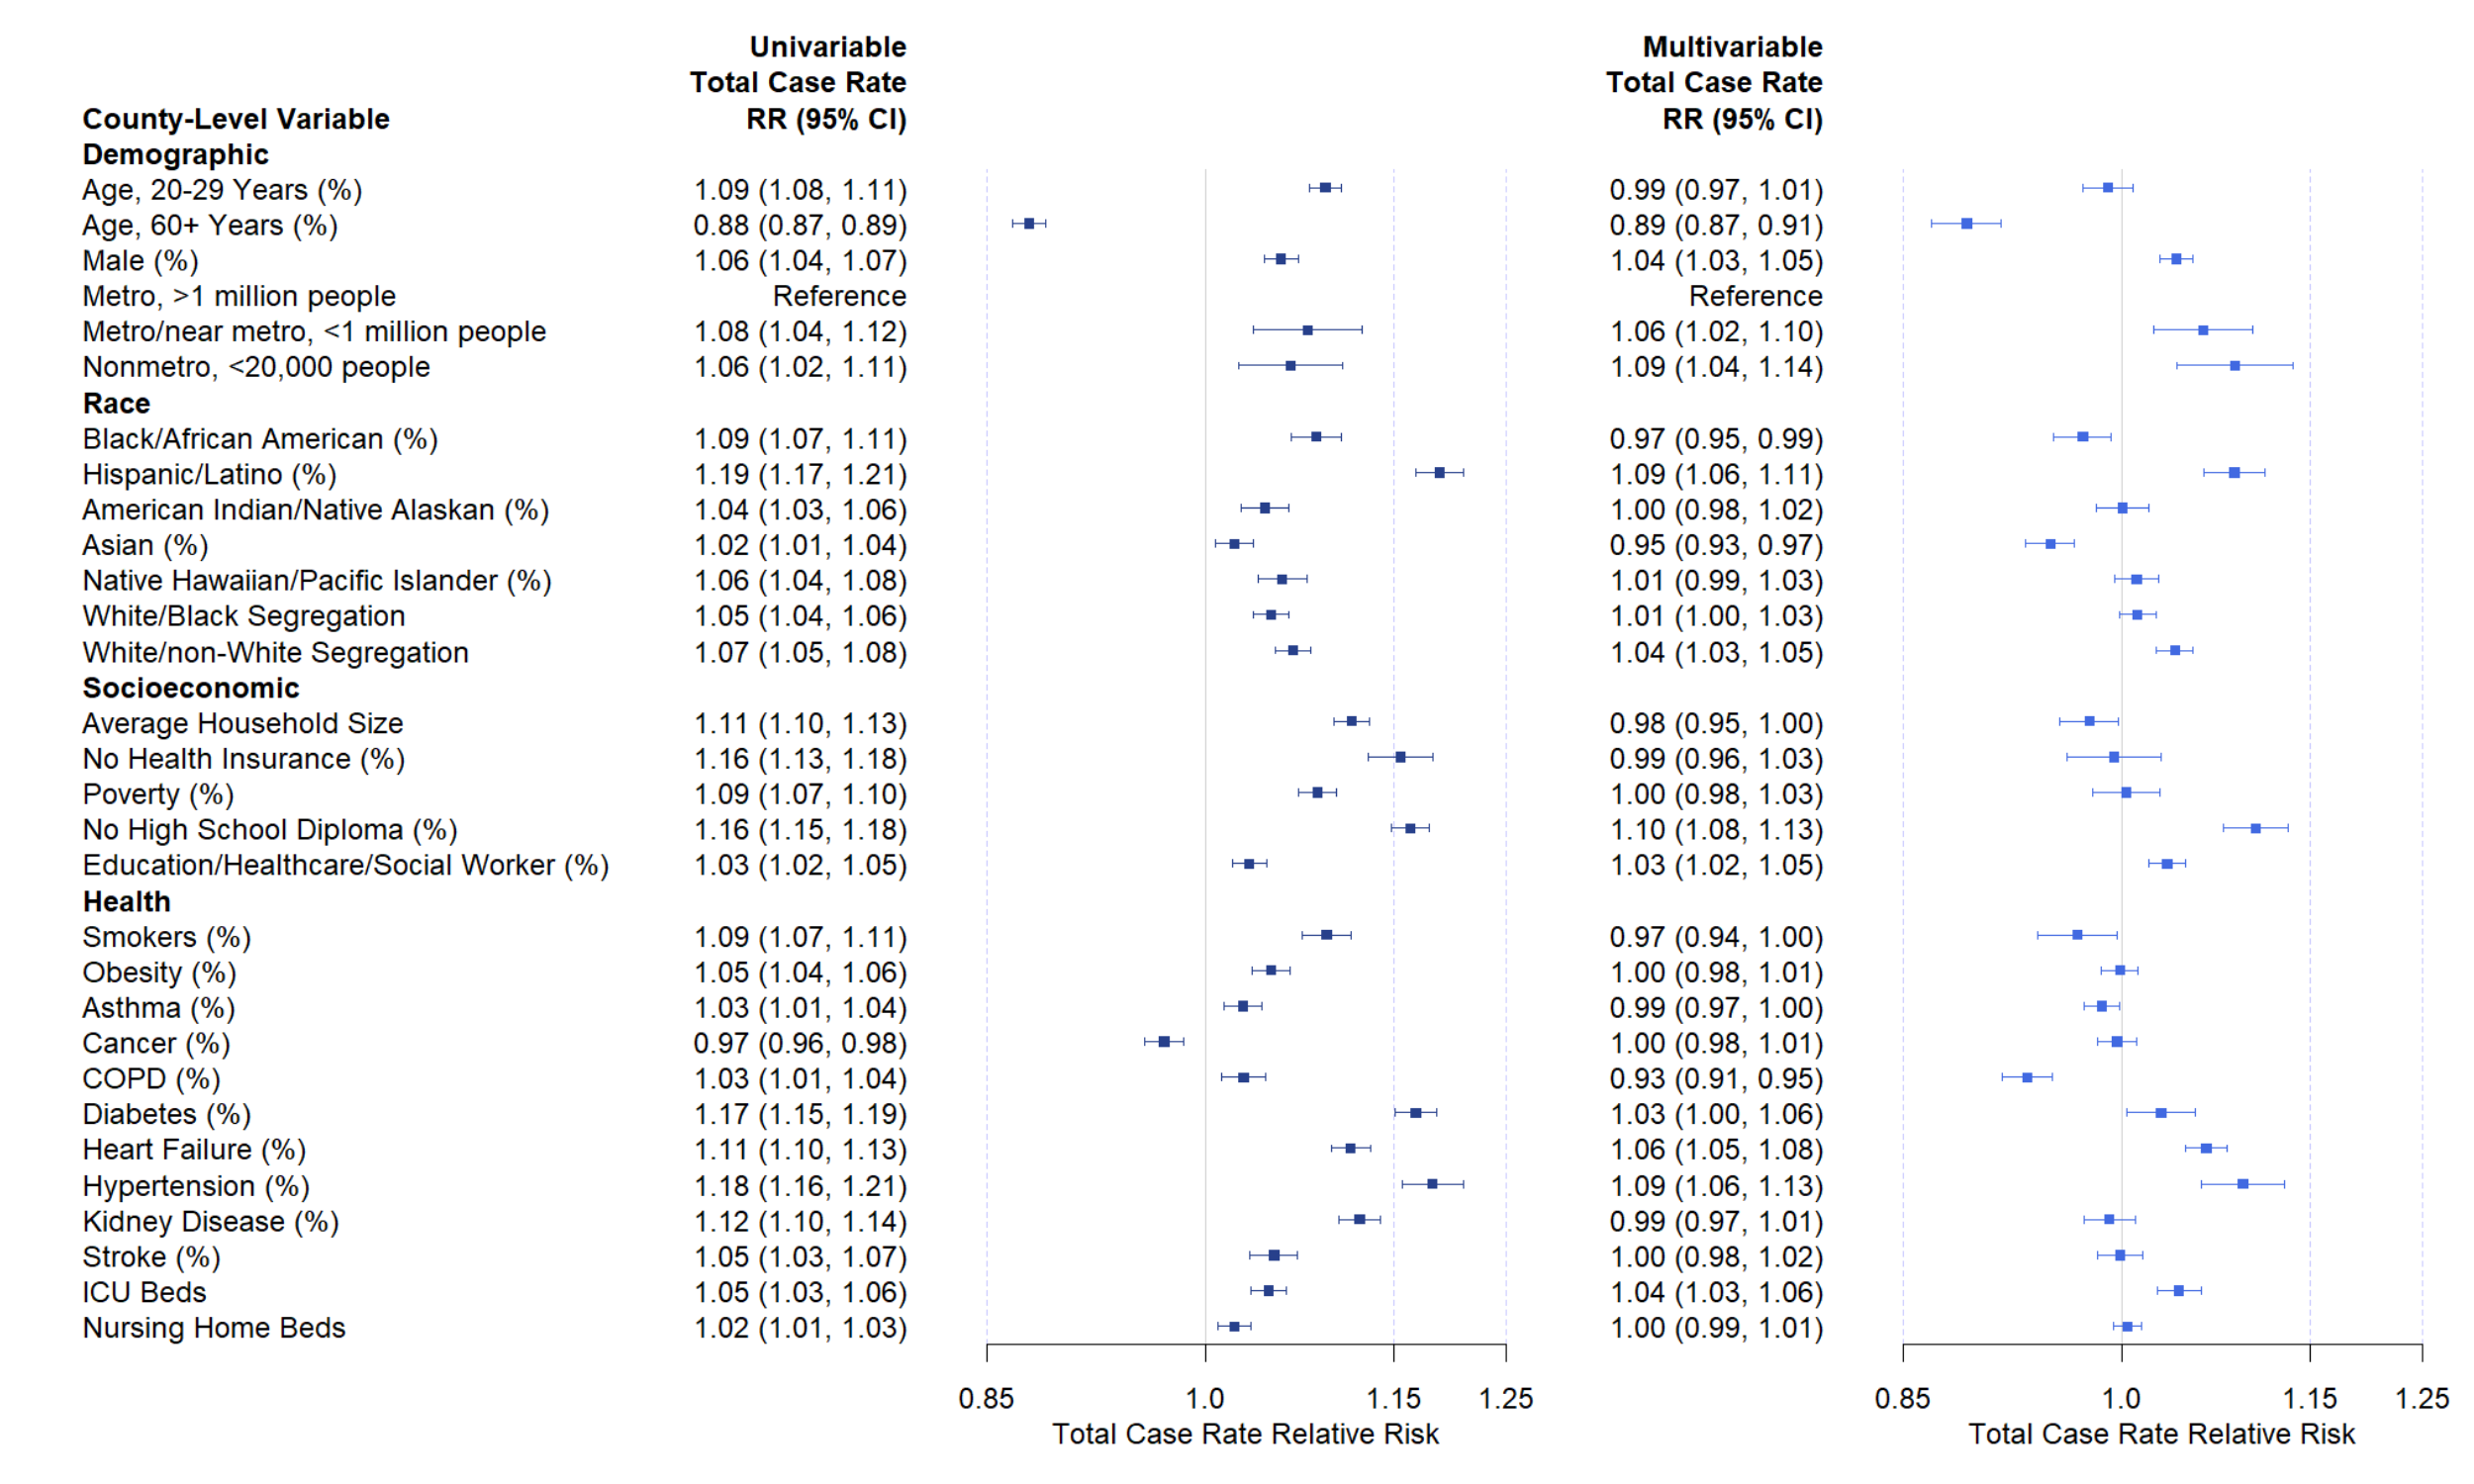 Univariable Multivariable
Total Case Rate Total Case Rate
County-Level Variable RR (95% CI) RR (95% CI)
Demographic
Age, 20-29 Years (%) 1.09 (1.08, 1.11) 0.99 (0.97, 1.01)
Age, 60+ Years (%) 0.88 (0.87, 0.89) 0.89 (0.87, 0.91)
Male (%) 1.06 (1.04, 1.07) 1.04 (1.03, 1.05)
Metro, >1 million people Reference Reference
Metro/near metro, <1 million people 1.08 (1.04, 1.12) 1.06 (1.02, 1.10)
Nonmetro, <20,000 people 1.06 (1.02, 1.11) 1.09 (1.04, 1.14)
Race
Black/African American (%) 1.09 (1.07, 1.11) 0.97 (0.95, 0.99)
Hispanic/Latino (%) 1.19 (1.17, 1.21) 1.09 (1.06, 1.11)
American Indian/Native Alaskan (%) 1.04 (1.03, 1.06) 1.00 (0.98, 1.02)
Asian (%) 1.02 (1.01, 1.04) 0.95 (0.93, 0.97)
Native Hawaiian/Pacific Islander (%) 1.06 (1.04, 1.08) 1.01 (0.99, 1.03)
White/Black Segregation 1.05 (1.04, 1.06) 1.01 (1.00, 1.03)
White/non-White Segregation 1.07 (1.05, 1.08) 1.04 (1.03, 1.05)
Socioeconomic
Average Household Size 1.11 (1.10, 1.13) 0.98 (0.95, 1.00)
No Health Insurance (%) 1.16 (1.13, 1.18) 0.99 (0.96, 1.03)
Poverty (%) 1.09 (1.07, 1.10) 1.00 (0.98, 1.03)
No High School Diploma (%) 1.16 (1.15, 1.18) 1.10 (1.08, 1.13)
Education/Healthcare/Social Worker (%) 1.03 (1.02, 1.05) 1.03 (1.02, 1.05)
Health
Smokers (%) 1.09 (1.07, 1.11) 0.97 (0.94, 1.00)
Obesity (%) 1.05 (1.04, 1.06) 1.00 (0.98, 1.01)
Asthma (%) 1.03 (1.01, 1.04) 0.99 (0.97, 1.00)
Cancer (%) 0.97 (0.96, 0.98) 1.00 (0.98, 1.01)
COPD (%) 1.03 (1.01, 1.04) 0.93 (0.91, 0.95)
Diabetes (%) 1.17 (1.15, 1.19) 1.03 (1.00, 1.06)
Heart Failure (%) 1.11 (1.10, 1.13) 1.06 (1.05, 1.08)
Hypertension (%) 1.18 (1.16, 1.21) 1.09 (1.06, 1.13)
Kidney Disease (%) 1.12 (1.10, 1.14) 0.99 (0.97, 1.01)
Stroke (%) 1.05 (1.03, 1.07) 1.00 (0.98, 1.02)
ICU Beds 1.05 (1.03, 1.06) 1.04 (1.03, 1.06)
Nursing Home Beds 1.02 (1.01, 1.03) 1.00 (0.99, 1.01)
0.85 1.0 1.15 1.25 0.85 1.0 1.15 1.25
Total Case Rate Relative Risk Total Case Rate Relative Risk